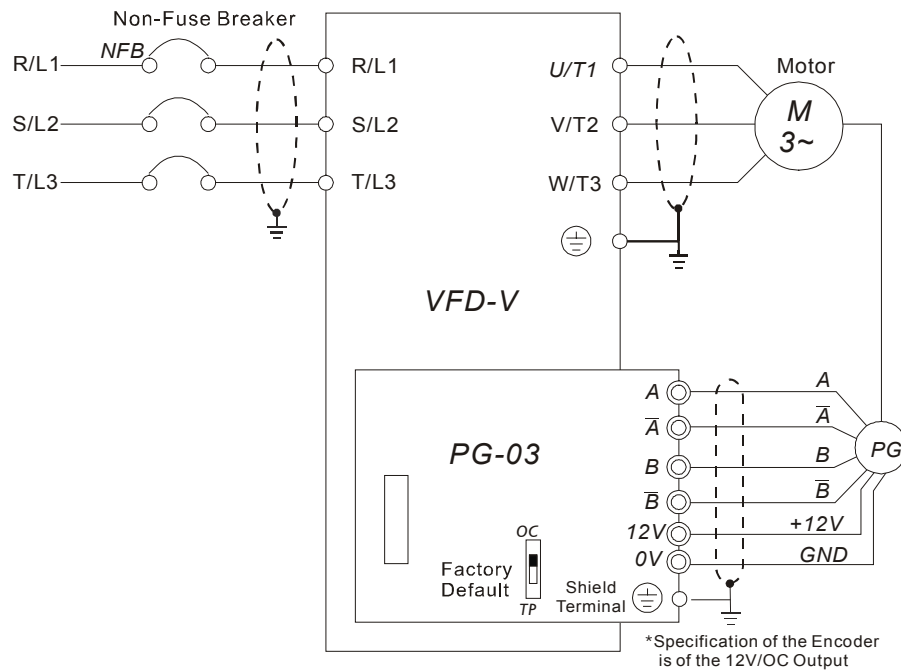 Non-Fuse Breaker
NFB
R/L1
R/L1
U/T1
Motor
S/L2
S/L2
V/T2
M
3~
T/L3
T/L3
W/T3
VFD-V
PG-03
A
A
A̅
A̅
B
B
PG
B̅
B̅
12V
+12V
0V
GND
OC
Factory
Default
TP
Shield
Terminal
*Specification of the Encoder
is of the 12V/OC Output